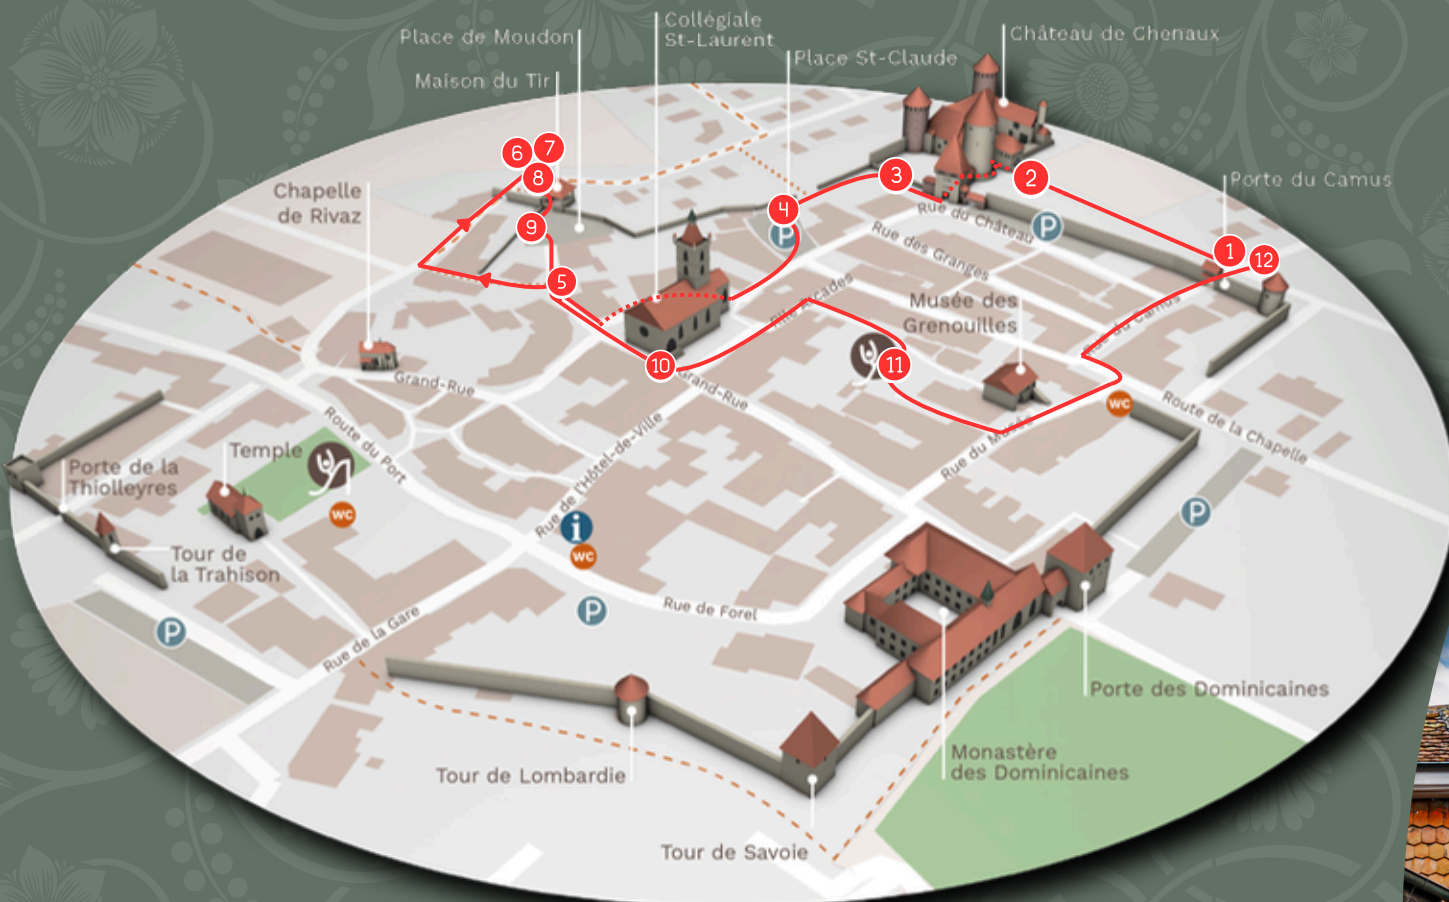 Collégiale
St-Laurent
Place de Moudon
Place St-Claude
Château de Chenaux
Maison du Tir
6
7
8
3
2
Chapelle
de Rivaz
Porte du Camus
4
P
Rue du Château
P
9
Rue des Granges
1
12
5
Musée des
Grenouilles
Rue du Camus
10
11
Grand-Rue
Grand-Rue
WC
Route de la Chapelle
Route du Port
Rue de l'Hôtel-de-Ville
Rue du Musée
Temple
Porte de la
Thiolleyres
WC
i
WC
P
Tour de
la Trahison
P
Rue de Forel
P
Rue de la Gare
Porte des Dominicaines
Monastère
des Dominicaines
Tour de Lombardie
Tour de Savoie